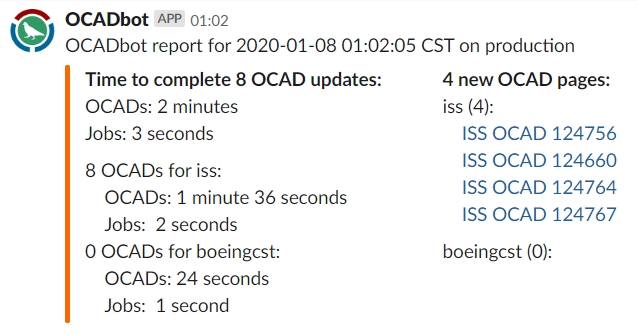 OCADbot APP 01:02
OCADbot report for 2020-01-08 01:02:05 CST on production
Time to complete 8 OCAD updates:
OCADs: 2 minutes
Jobs: 3 seconds
8 OCADs for iss:
OCADs: 1 minute 36 seconds
Jobs: 2 seconds
0 OCADs for boeingcst:
OCADs: 24 seconds
Jobs: 1 second
4 new OCAD pages:
iss (4):
ISS OCAD 124756
ISS OCAD 124660
ISS OCAD 124764
ISS OCAD 124767
boeingcst (0):